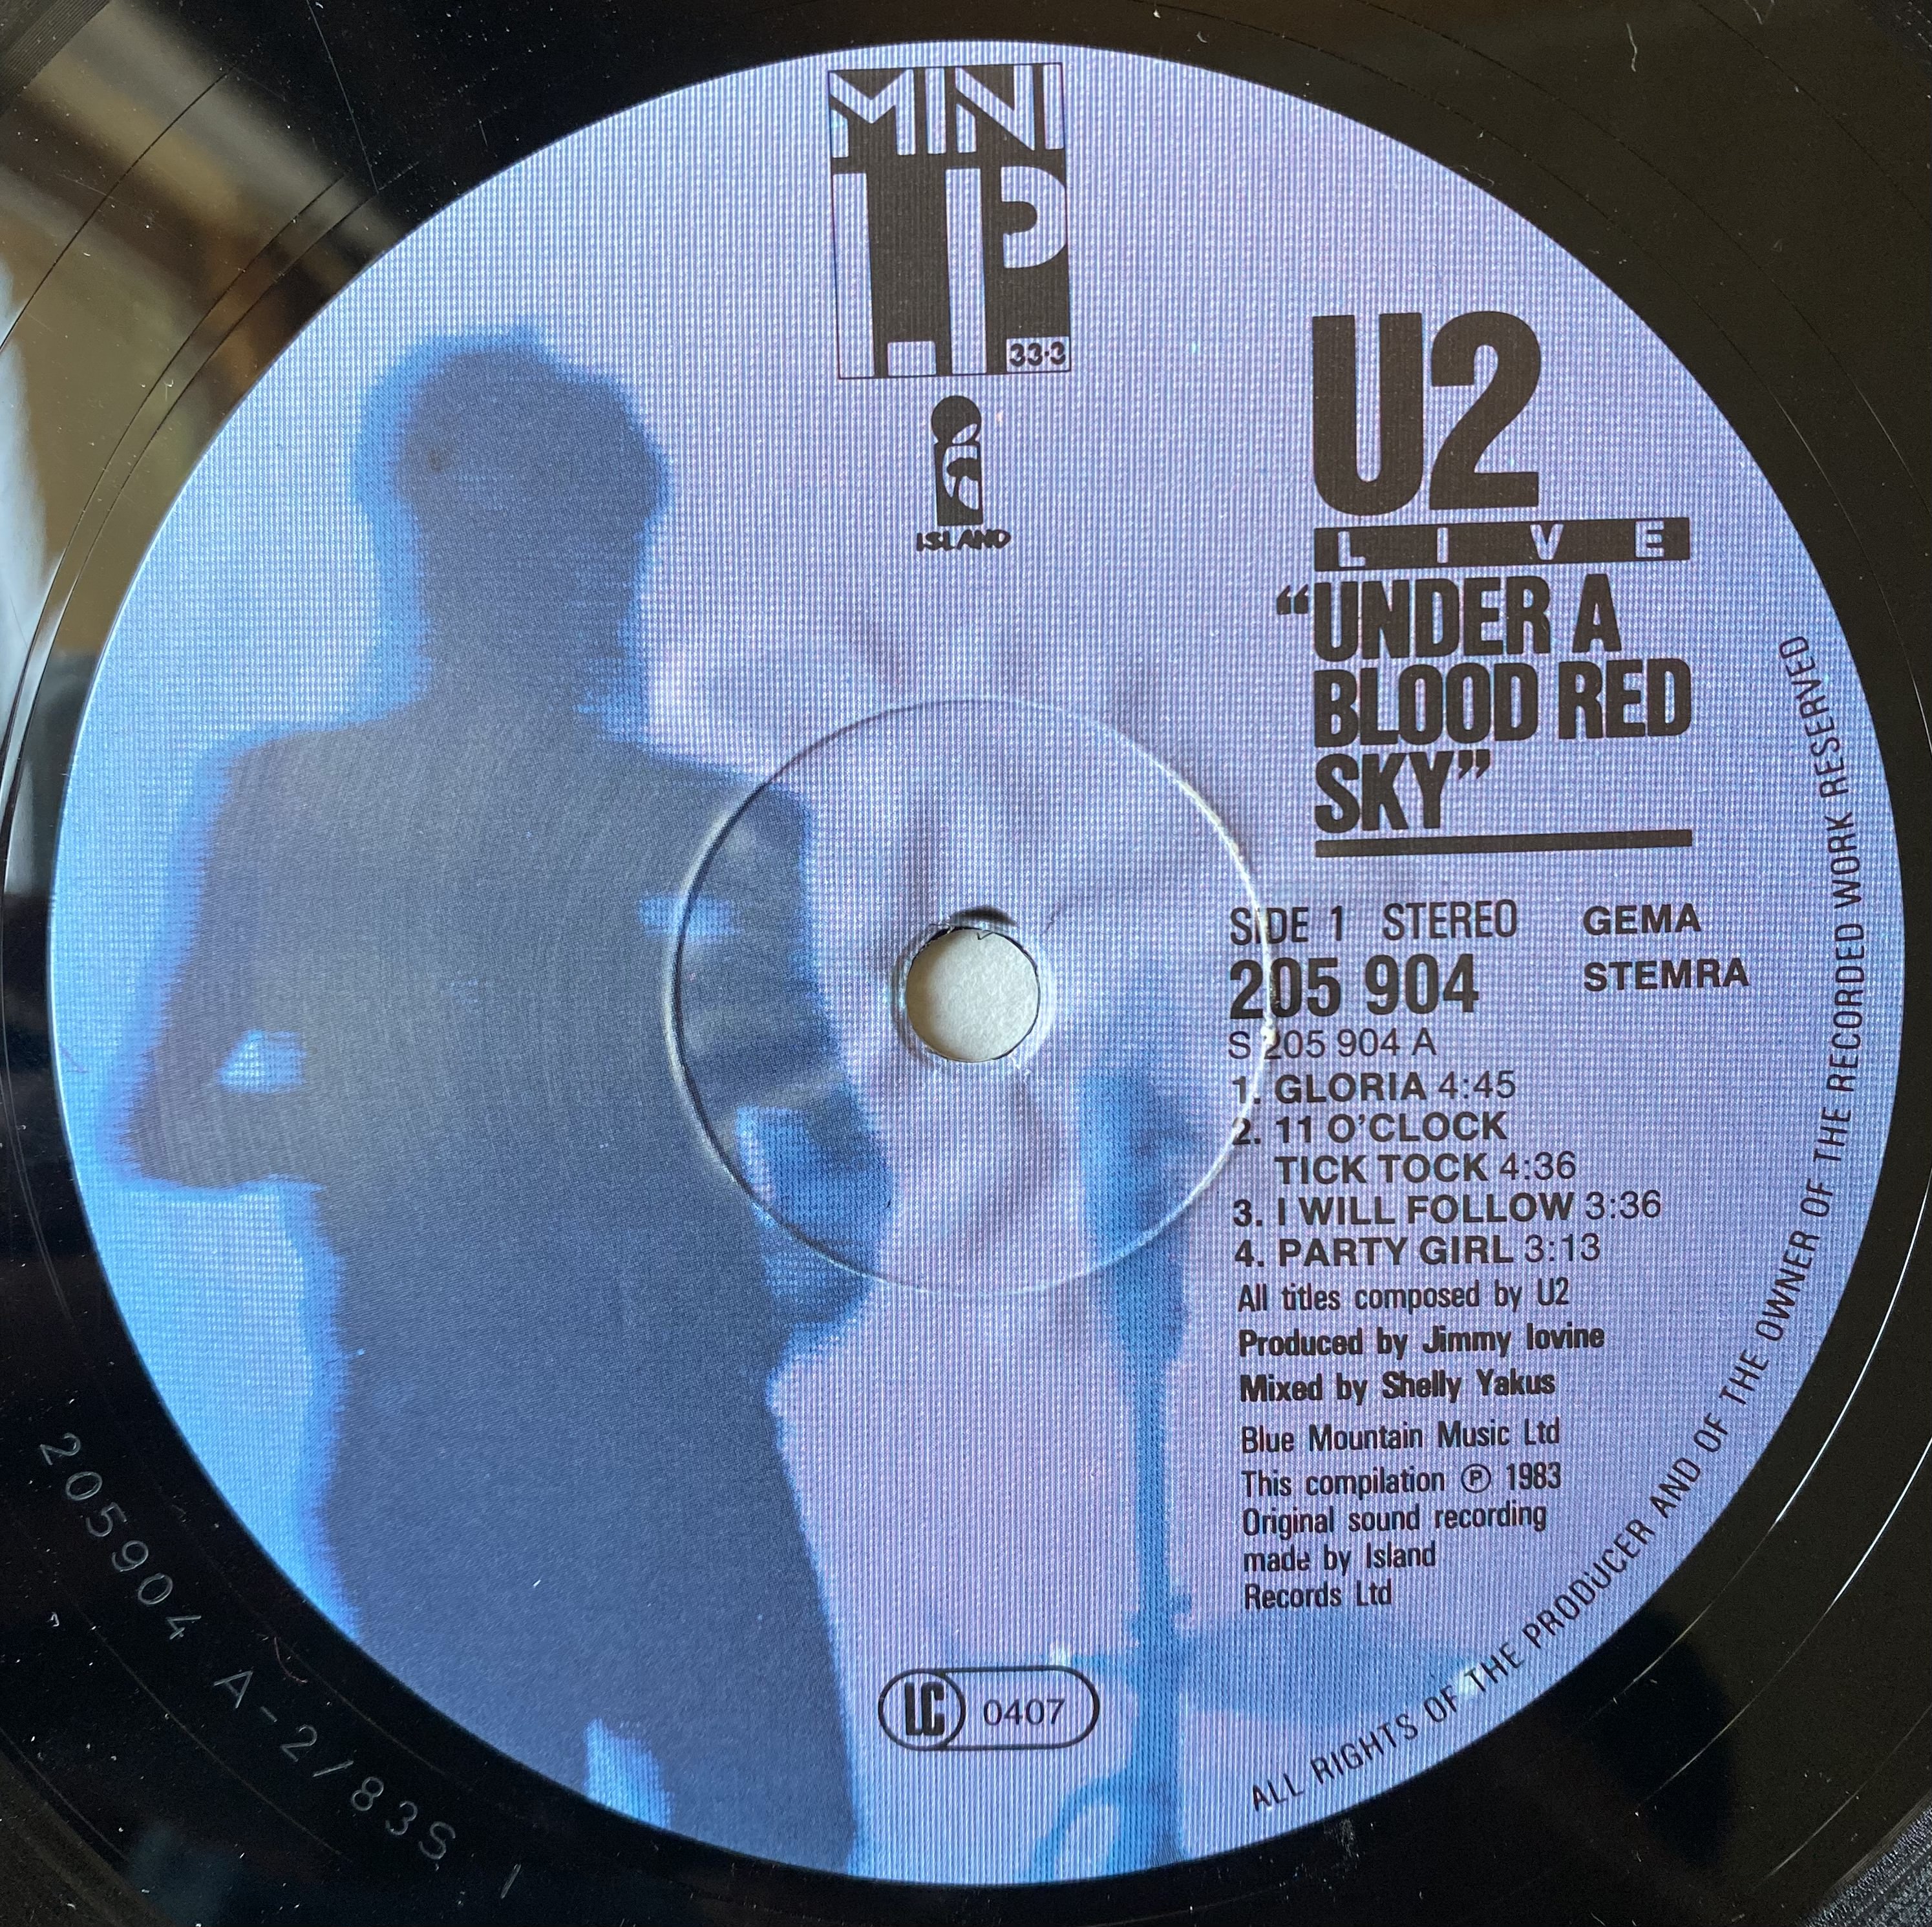 MINI
LP
33·3
ISLAND
U2
LIVE
“UNDER A
BLOOD RED
SKY”
SIDE 1 STEREO GEMA
205 904 STEMRA
S 205 904 A
1. GLORIA 4:45
2. 11 O’CLOCK
TICK TOCK 4:36
3. I WILL FOLLOW 3:36
4. PARTY GIRL 3:13
All titles composed by U2
Produced by Jimmy Iovine
Mixed by Shelly Yakus
Blue Mountain Music Ltd
This compilation ℗ 1983
Original sound recording
made by Island
Records Ltd
LC 0407
ALL RIGHTS OF THE PRODUCER AND OF THE OWNER OF THE RECORDED WORK RESERVED
205904 A-2/83S 1